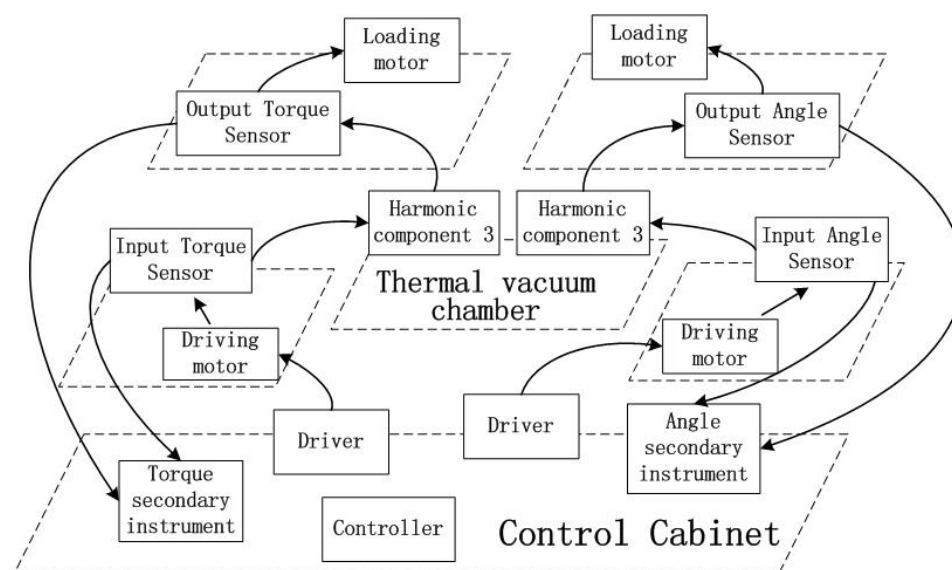 Loading
motor
Loading
motor
Output Torque
Sensor
Output Angle
Sensor
Harmonic
component 3
Harmonic
component 3
Input Torque
Sensor
Input Angle
Sensor
Thermal vacuum
chamber
Driving
motor
Driving
motor
Driver
Driver
Angle
secondary
instrument
Torque
secondary
instrument
Controller
Control Cabinet